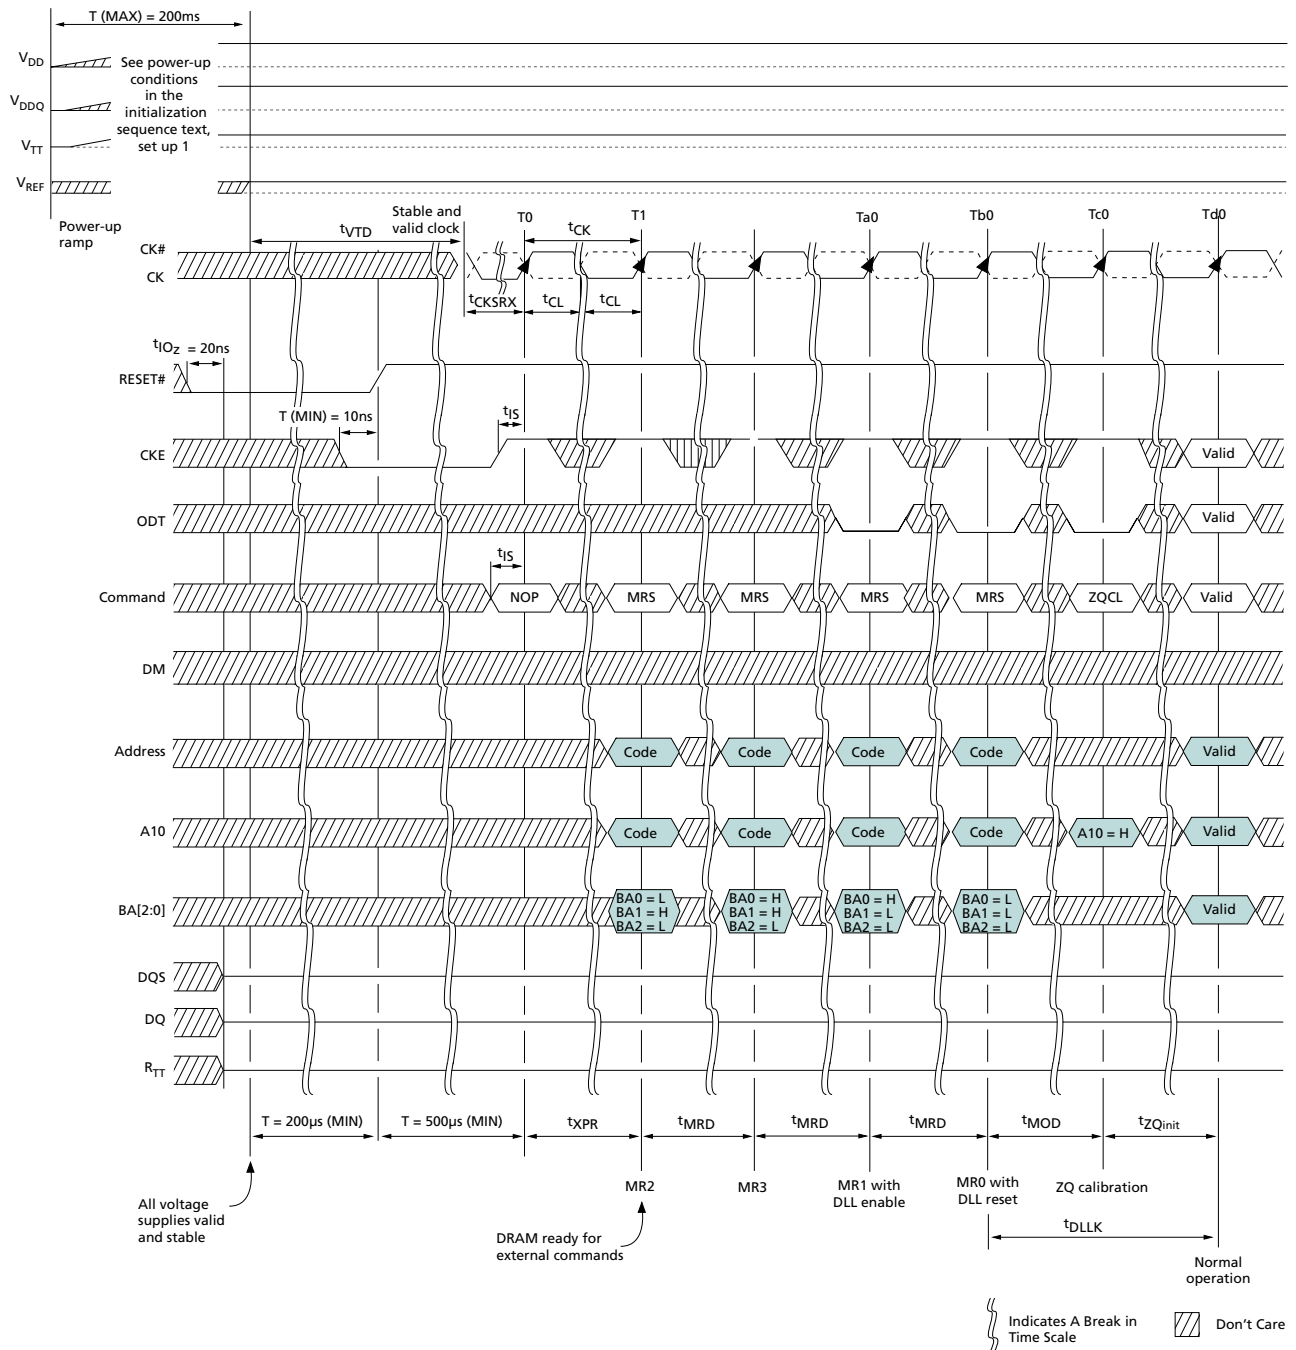 T (MAX) = 200ms
VDD
See power-up
conditions
in the
initialization
sequence text,
set up 1
VDDQ
VTT
VREF
Power-up
ramp
tVTD
Stable and
valid clock
T0
T1
Ta0
Tb0
Tc0
Td0
tCK
CK#
CK
tCKSRX
tCL
tCL
tIOz = 20ns
RESET#
T (MIN) = 10ns
tIS
CKE
Valid
ODT
Valid
tIS
Command
NOP
MRS
MRS
MRS
MRS
ZQCL
Valid
DM
Address
Code
Code
Code
Code
Valid
A10
Code
Code
Code
Code
A10 = H
Valid
BA[2:0]
BA0 = L
BA1 = H
BA2 = L
BA0 = H
BA1 = H
BA2 = L
BA0 = H
BA1 = L
BA2 = L
BA0 = L
BA1 = L
BA2 = L
Valid
DQS
DQ
RTT
T = 200µs (MIN)
T = 500µs (MIN)
tXPR
tMRD
tMRD
tMRD
tMOD
tZQinit
MR2
MR3
MR1 with
DLL enable
MR0 with
DLL reset
ZQ calibration
All voltage
supplies valid
and stable
DRAM ready for
external commands
tDLLK
Normal
operation
Indicates A Break in
Time Scale
Don't Care